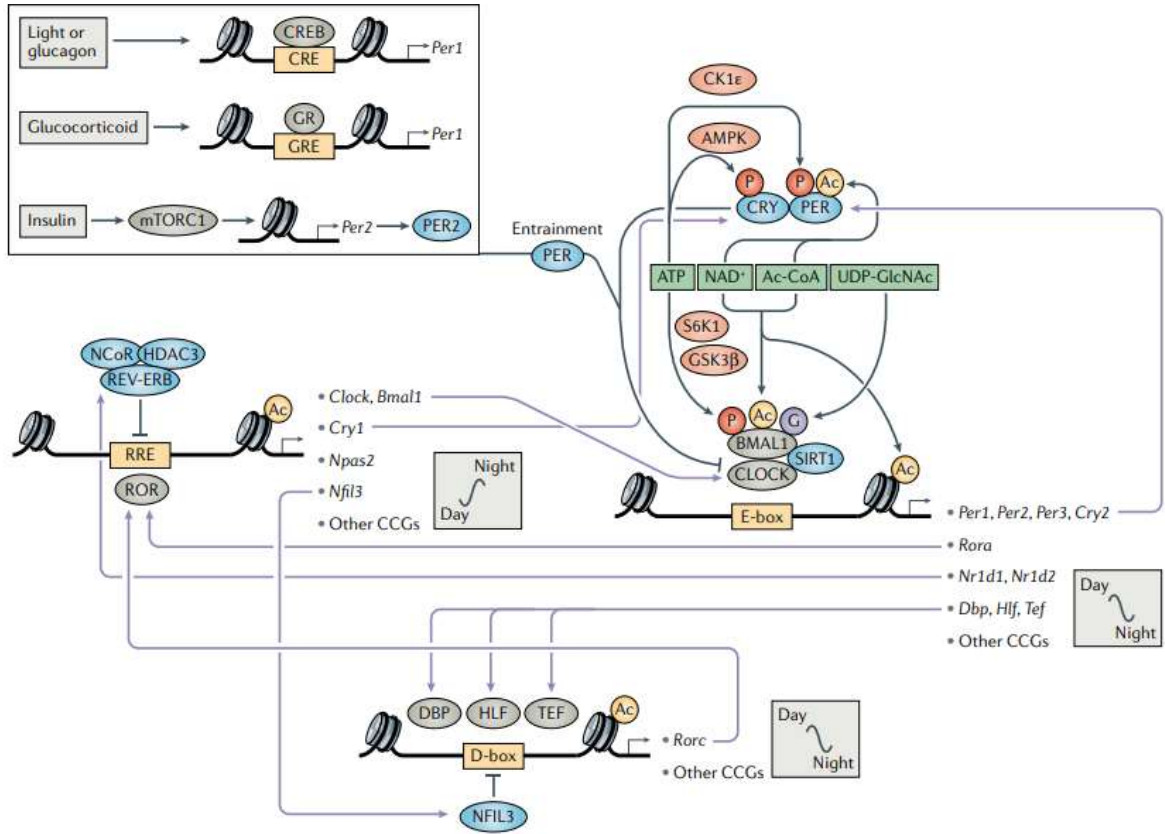 Light or
glucagon
CREB
CRE
Per1
Glucocorticoid
GR
GRE
Per1
Insulin
mTORC1
Per2
PER2
Entrainment
PER
CK1ε
AMPK
P
P
Ac
CRY
PER
ATP
NAD⁺
Ac-CoA
UDP-GlcNAc
S6K1
GSK3β
P
Ac
G
BMAL1
SIRT1
CLOCK
Ac
E-box
NCoR
HDAC3
REV-ERB
Ac
RRE
ROR
• Clock, Bmal1
• Cry1
• Npas2
• Nfil3
• Other CCGs
Night
Day
• Per1, Per2, Per3, Cry2
• Rora
• Nr1d1, Nr1d2
• Dbp, Hlf, Tef
• Other CCGs
Day
Night
DBP
HLF
TEF
Ac
D-box
NFIL3
• Rorc
• Other CCGs
Day
Night